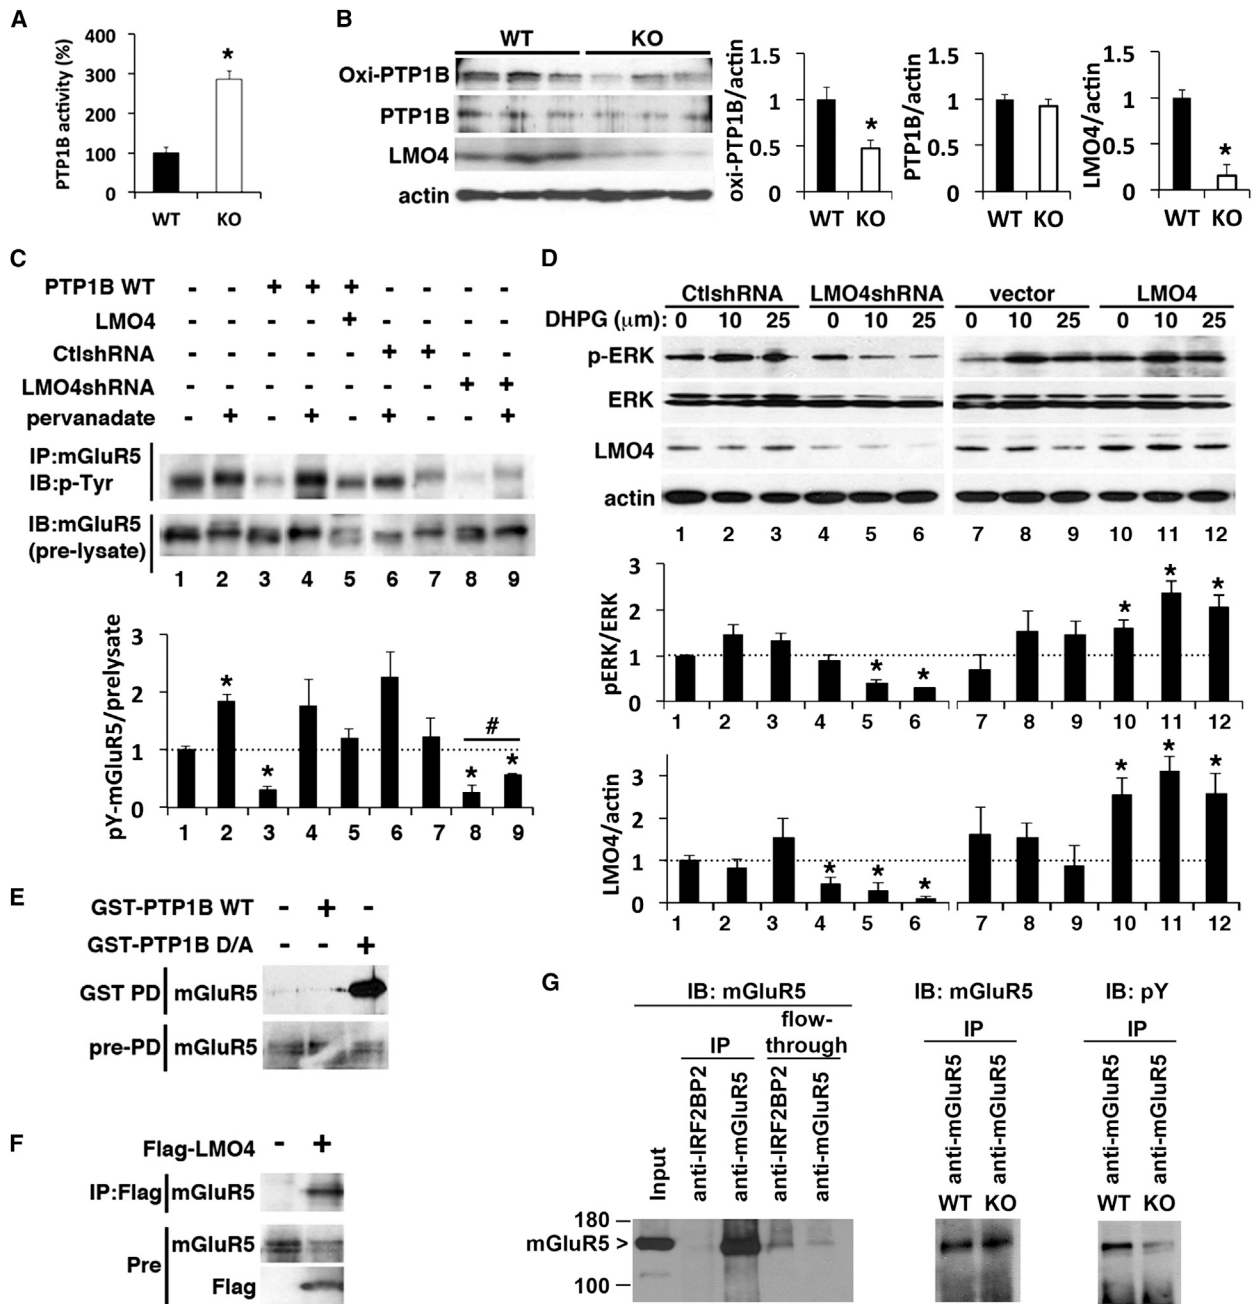 A
PTP1B activity (%)
400
300
200
100
0
*
WT KO
B
WT KO
Oxi-PTP1B
PTP1B
LMO4
actin
oxi-PTP1B/actin
1.5
1
0.5
0
*
WT KO
PTP1B/actin
1.5
1
0.5
0
WT KO
LMO4/actin
1.5
1
0.5
0
*
WT KO
C
PTP1B WT - - + + + - - - -
LMO4 - - - - + - - - -
CtlshRNA - - - - - + + - -
LMO4shRNA - - - - - - - + +
pervanadate - + - + - + - - +
IP:mGluR5
IB:p-Tyr
IB:mGluR5
(pre-lysate)
1 2 3 4 5 6 7 8 9
pY-mGluR5/prelysate
3
2
1
0
* * * # *
1 2 3 4 5 6 7 8 9
D
CtlshRNA LMO4shRNA vector LMO4
DHPG (μm): 0 10 25 0 10 25 0 10 25 0 10 25
p-ERK
ERK
LMO4
actin
1 2 3 4 5 6 7 8 9 10 11 12
pERK/ERK
3
2
1
0
* * * * *
1 2 3 4 5 6 7 8 9 10 11 12
LMO4/actin
3
2
1
0
* * * * * *
1 2 3 4 5 6 7 8 9 10 11 12
E
GST-PTP1B WT - + -
GST-PTP1B D/A - - +
GST PD mGluR5
pre-PD mGluR5
F
Flag-LMO4 - +
IP:Flag mGluR5
Pre
mGluR5
Flag
G
IB: mGluR5
IP
flow-
through
Input
anti-IRF2BP2
anti-mGluR5
anti-IRF2BP2
anti-mGluR5
180
mGluR5 >
100
IB: mGluR5
IP
anti-mGluR5
anti-mGluR5
WT KO
IB: pY
IP
anti-mGluR5
anti-mGluR5
WT KO